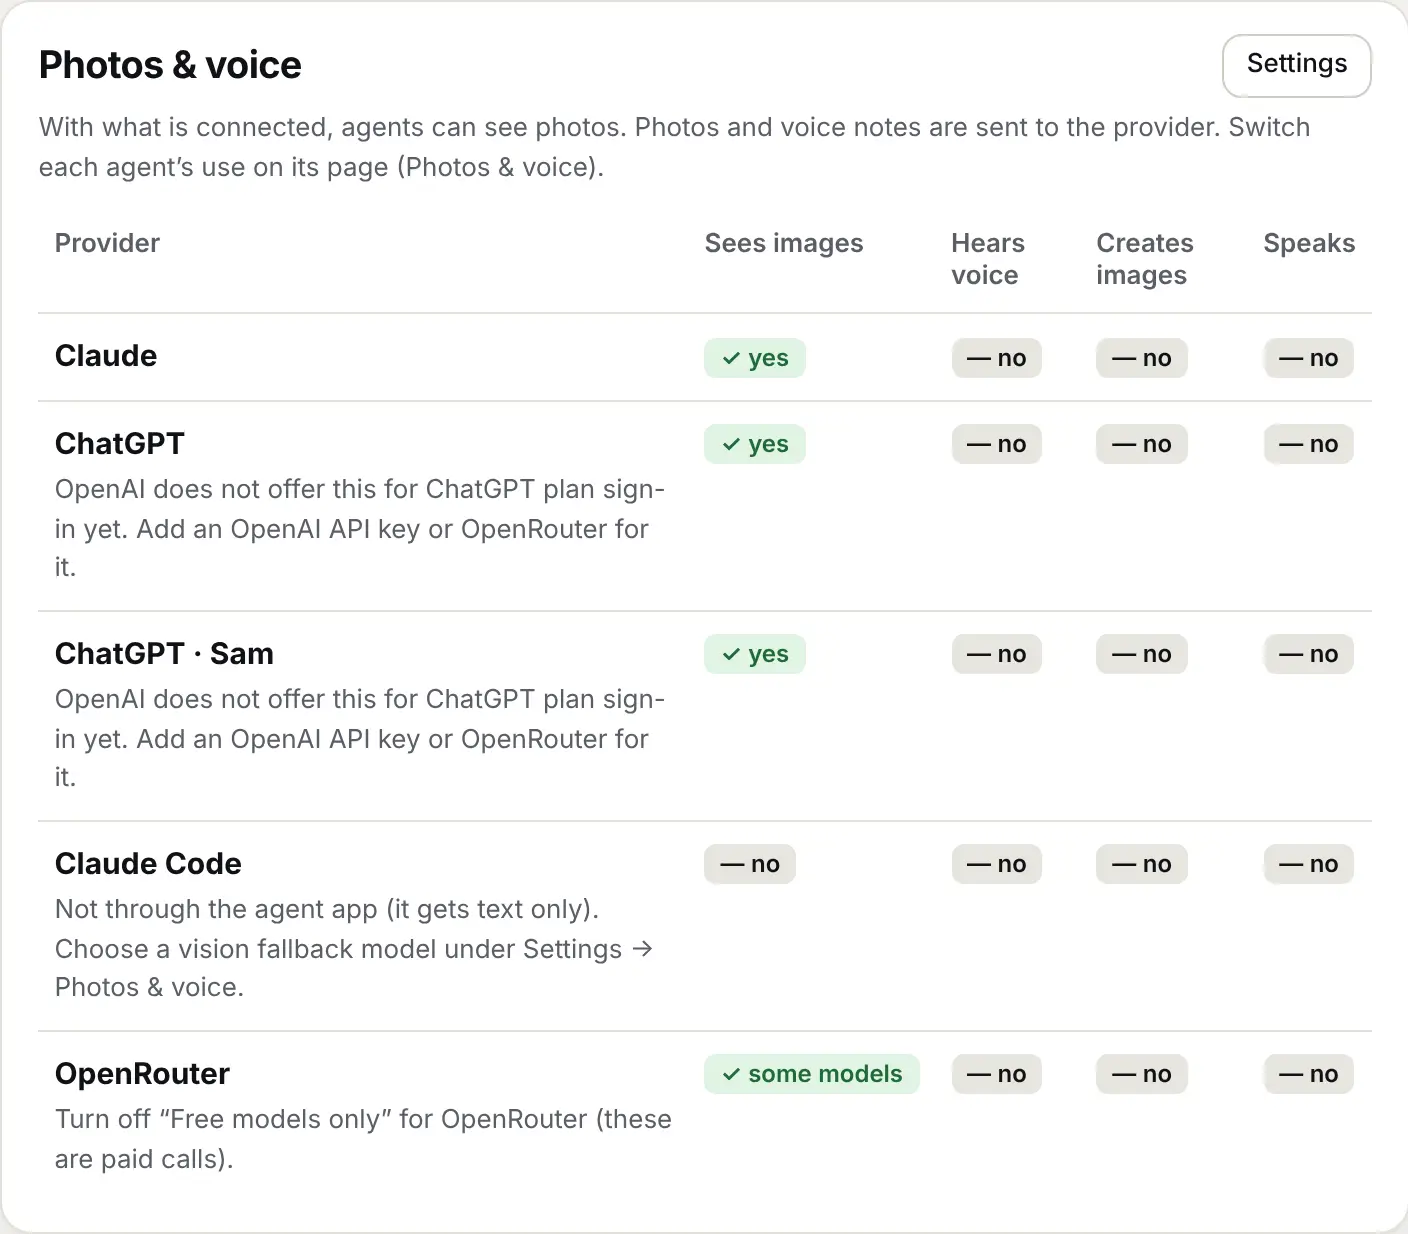 Photos & voice
Settings
With what is connected, agents can see photos. Photos and voice notes are sent to the provider. Switch
each agent’s use on its page (Photos & voice).
Provider Sees images Hears voice Creates images Speaks
Claude ✓ yes — no — no — no
ChatGPT ✓ yes — no — no — no
OpenAI does not offer this for ChatGPT plan sign-
in yet. Add an OpenAI API key or OpenRouter for
it.
ChatGPT · Sam ✓ yes — no — no — no
OpenAI does not offer this for ChatGPT plan sign-
in yet. Add an OpenAI API key or OpenRouter for
it.
Claude Code — no — no — no — no
Not through the agent app (it gets text only).
Choose a vision fallback model under Settings →
Photos & voice.
OpenRouter ✓ some models — no — no — no
Turn off “Free models only” for OpenRouter (these
are paid calls).